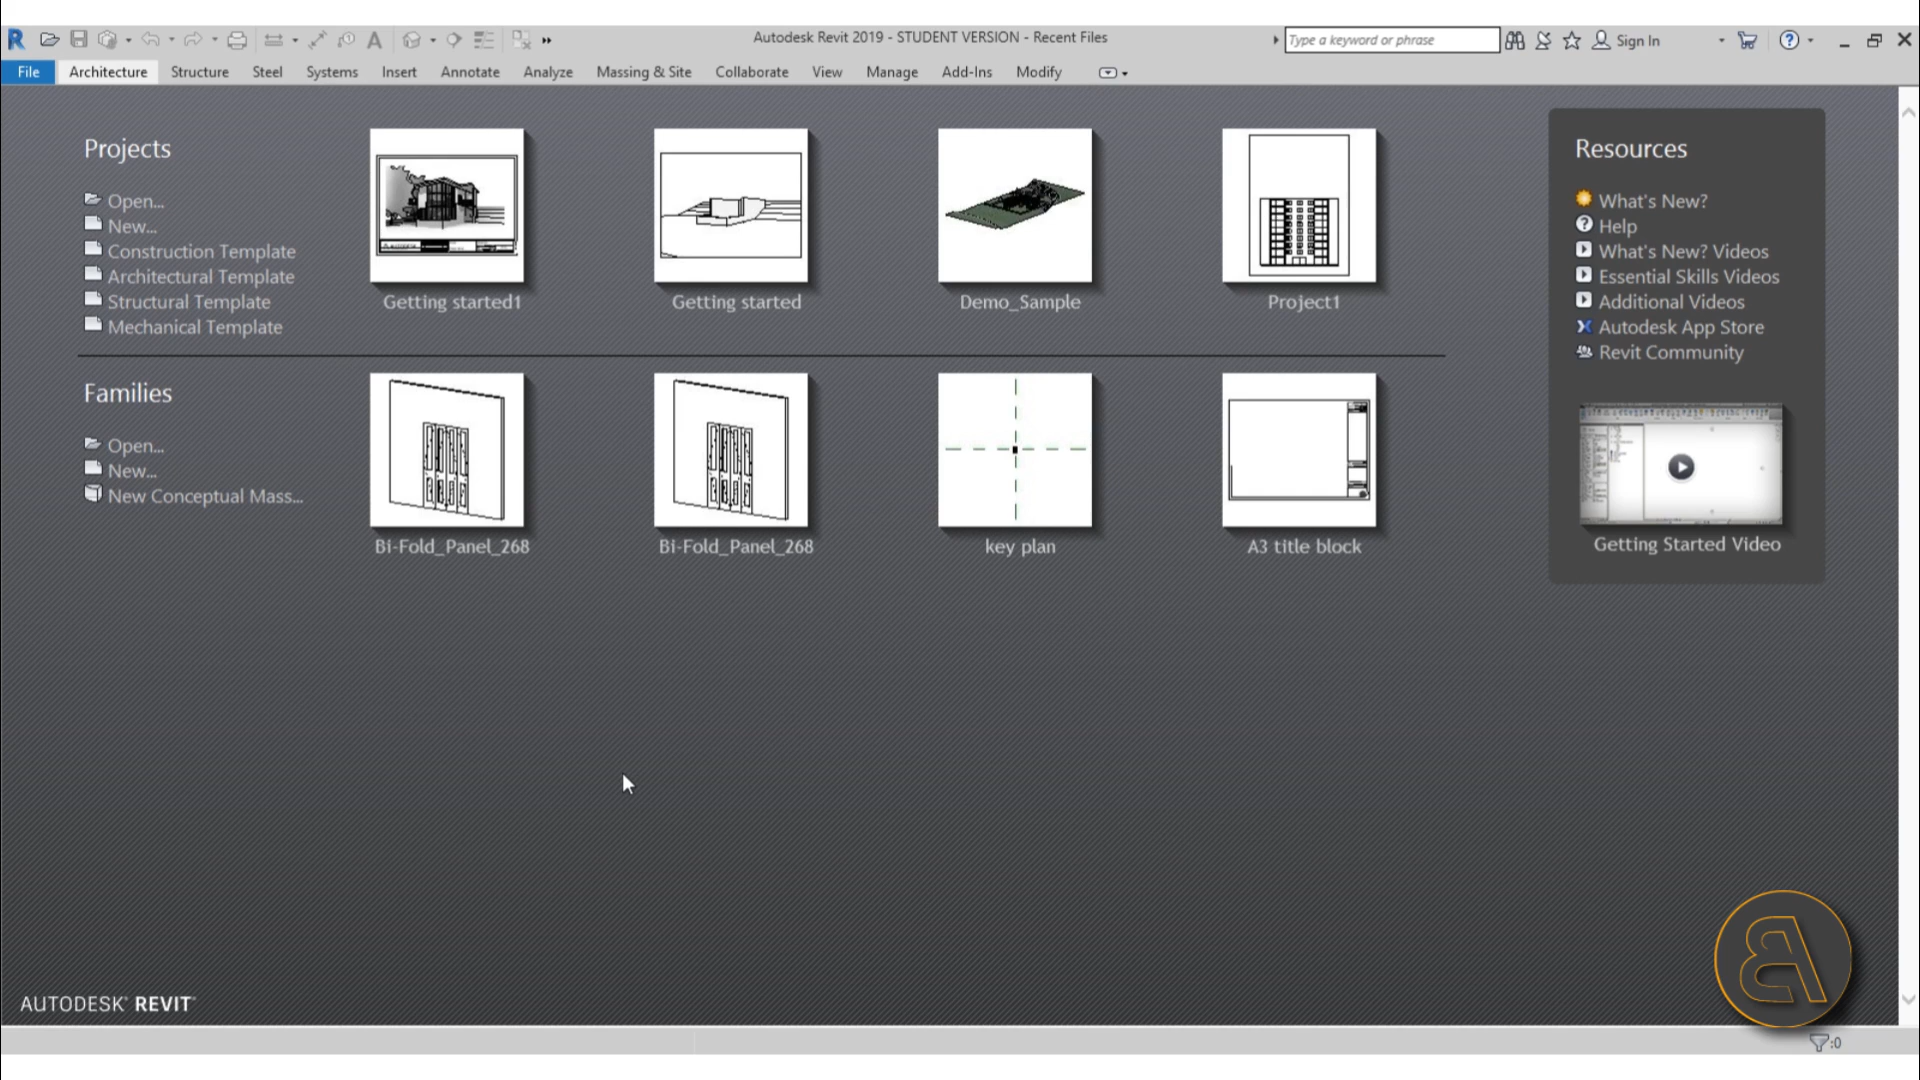 Autodesk Revit 2019 - STUDENT VERSION - Recent Files
Type a keyword or phrase
Sign In
File
Architecture
Structure
Steel
Systems
Insert
Annotate
Analyze
Massing & Site
Collaborate
View
Manage
Add-Ins
Modify
Projects
Open...
New...
Construction Template
Architectural Template
Structural Template
Mechanical Template
Getting started1
Getting started
Demo_Sample
Project1
Families
Open...
New...
New Conceptual Mass...
Bi-Fold_Panel_268
Bi-Fold_Panel_268
key plan
A3 title block
Resources
What's New?
Help
What's New? Videos
Essential Skills Videos
Additional Videos
Autodesk App Store
Revit Community
Getting Started Video
AUTODESK® REVIT®
:0